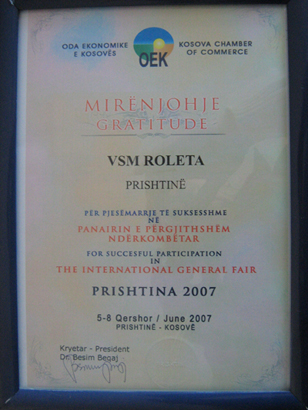 ODA EKONOMIKE
E KOSOVËS
OEK
KOSOVA CHAMBER
OF COMMERCE
MIRËNJOHJE
GRATITUDE
VSM ROLETA
PRISHTINË
PËR PJESËMARRJE TË SUKSESSHME
NË
PANAIRIN E PËRGJITHSHËM
NDËRKOMBËTAR
FOR SUCCESFUL PARTICIPATION
IN
THE INTERNATIONAL GENERAL FAIR
PRISHTINA 2007
5-8 Qershor / June 2007
PRISHTINË - KOSOVË
Kryetar - President
Dr. Besim Beqaj